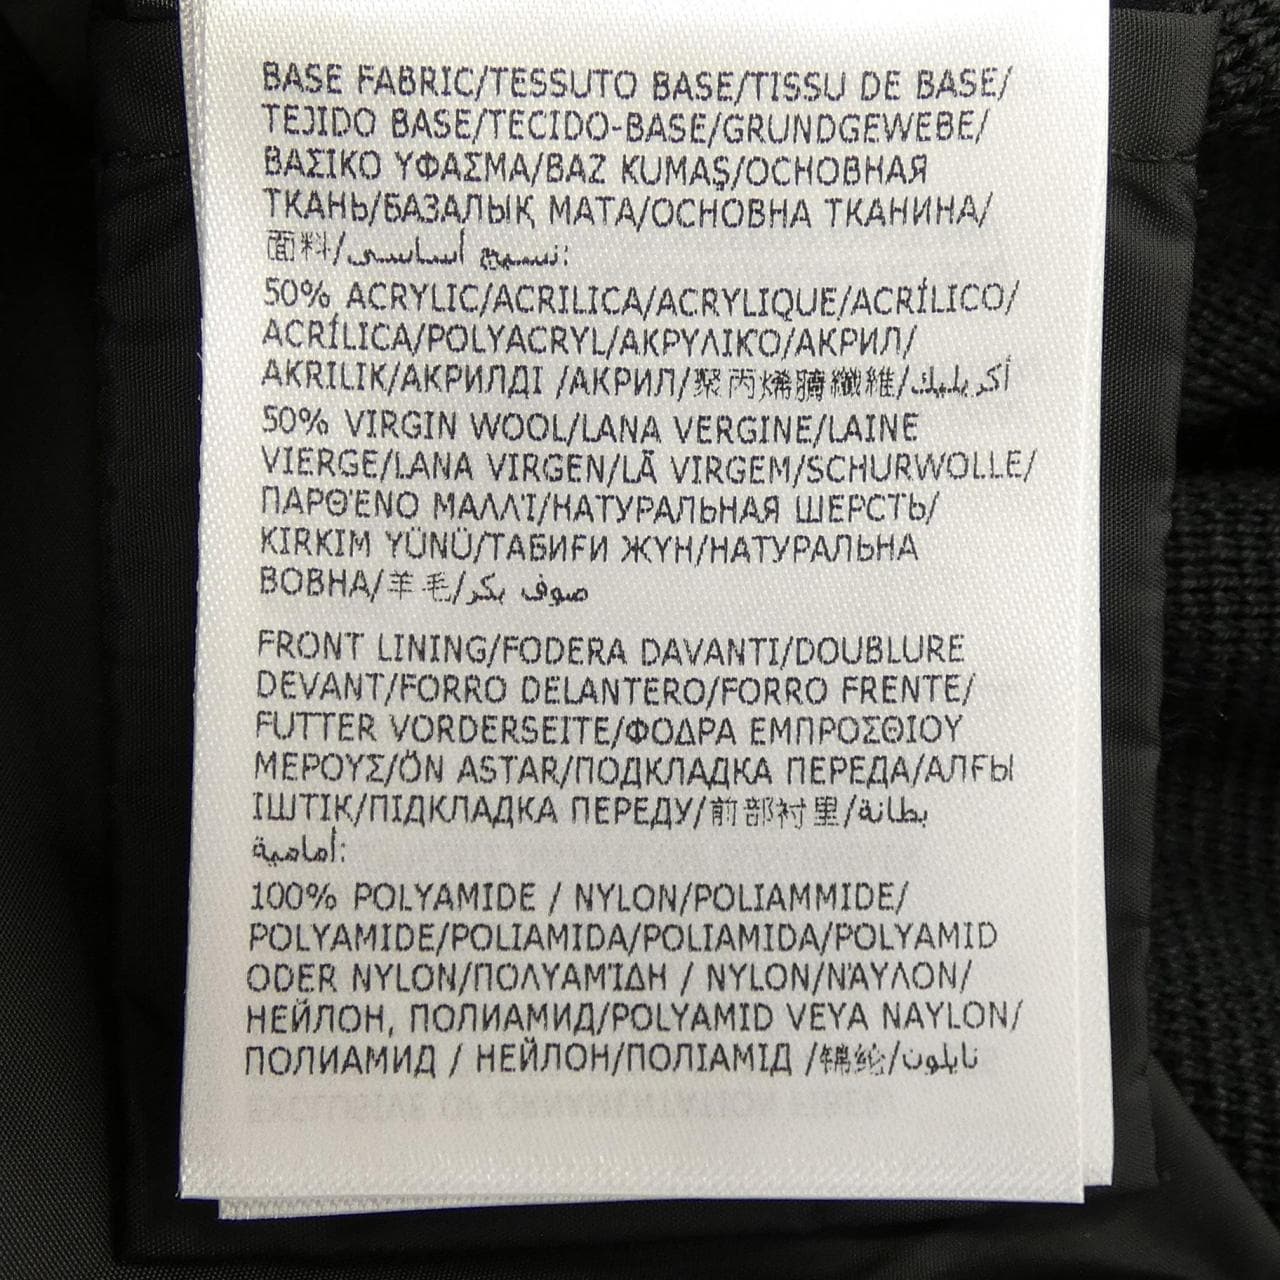 BASE FABRIC/TESSUTO BASE/TISSU DE BASE/
TEJIDO BASE/TECIDO-BASE/GRUNDGEWEBE/
ΒΑΣΙΚΟ ΥΦΑΣΜΑ/BAZ KUMAŞ/ОСНОВНАЯ
ТКАНЬ/БАЗАЛЫҚ МАТА/ОСНОВНА ТКАНИНА/
面料/نسيج أساسى:
50% ACRYLIC/ACRILICA/ACRYLIQUE/ACRÍLICO/
ACRÍLICA/POLYACRYL/ΑΚΡΥΛΙΚΌ/АКРИЛ/
AKRILIK/АКРИЛДІ /АКРИЛ/聚丙烯腈纖維/أكريليك
50% VIRGIN WOOL/LANA VERGINE/LAINE
VIERGE/LANA VIRGEN/LÃ VIRGEM/SCHURWOLLE/
ΠΑΡΘΈΝΟ ΜΑΛΛΊ/НАТУРАЛЬНАЯ ШЕРСТЬ/
KIRKIM YÜNÜ/ТАБИҒИ ЖҮН/НАТУРАЛЬНА
ВОВНА/羊毛/صوف بكر
FRONT LINING/FODERA DAVANTI/DOUBLURE
DEVANT/FORRO DELANTERO/FORRO FRENTE/
FUTTER VORDERSEITE/ΦΟΔΡΑ ΕΜΠΡΟΣΘΙΟΥ
ΜΕΡΟΥΣ/ÖN ASTAR/ПОДКЛАДКА ПЕРЕДА/АЛҒЫ
ІШТІК/ПІДКЛАДКА ПЕРЕДУ/前部衬里/بطانة
أمامية:
100% POLYAMIDE / NYLON/POLIAMMIDE/
POLYAMIDE/POLIAMIDA/POLIAMIDA/POLYAMID
ODER NYLON/ΠΟΛΥΑΜΊΔΗ / NYLON/ΝΆΥΛΟΝ/
НЕЙЛОН, ПОЛИАМИД/POLYAMID VEYA NAYLON/
ПОЛИАМИД / НЕЙЛОН/ПОЛІАМІД /锦纶/نايلون